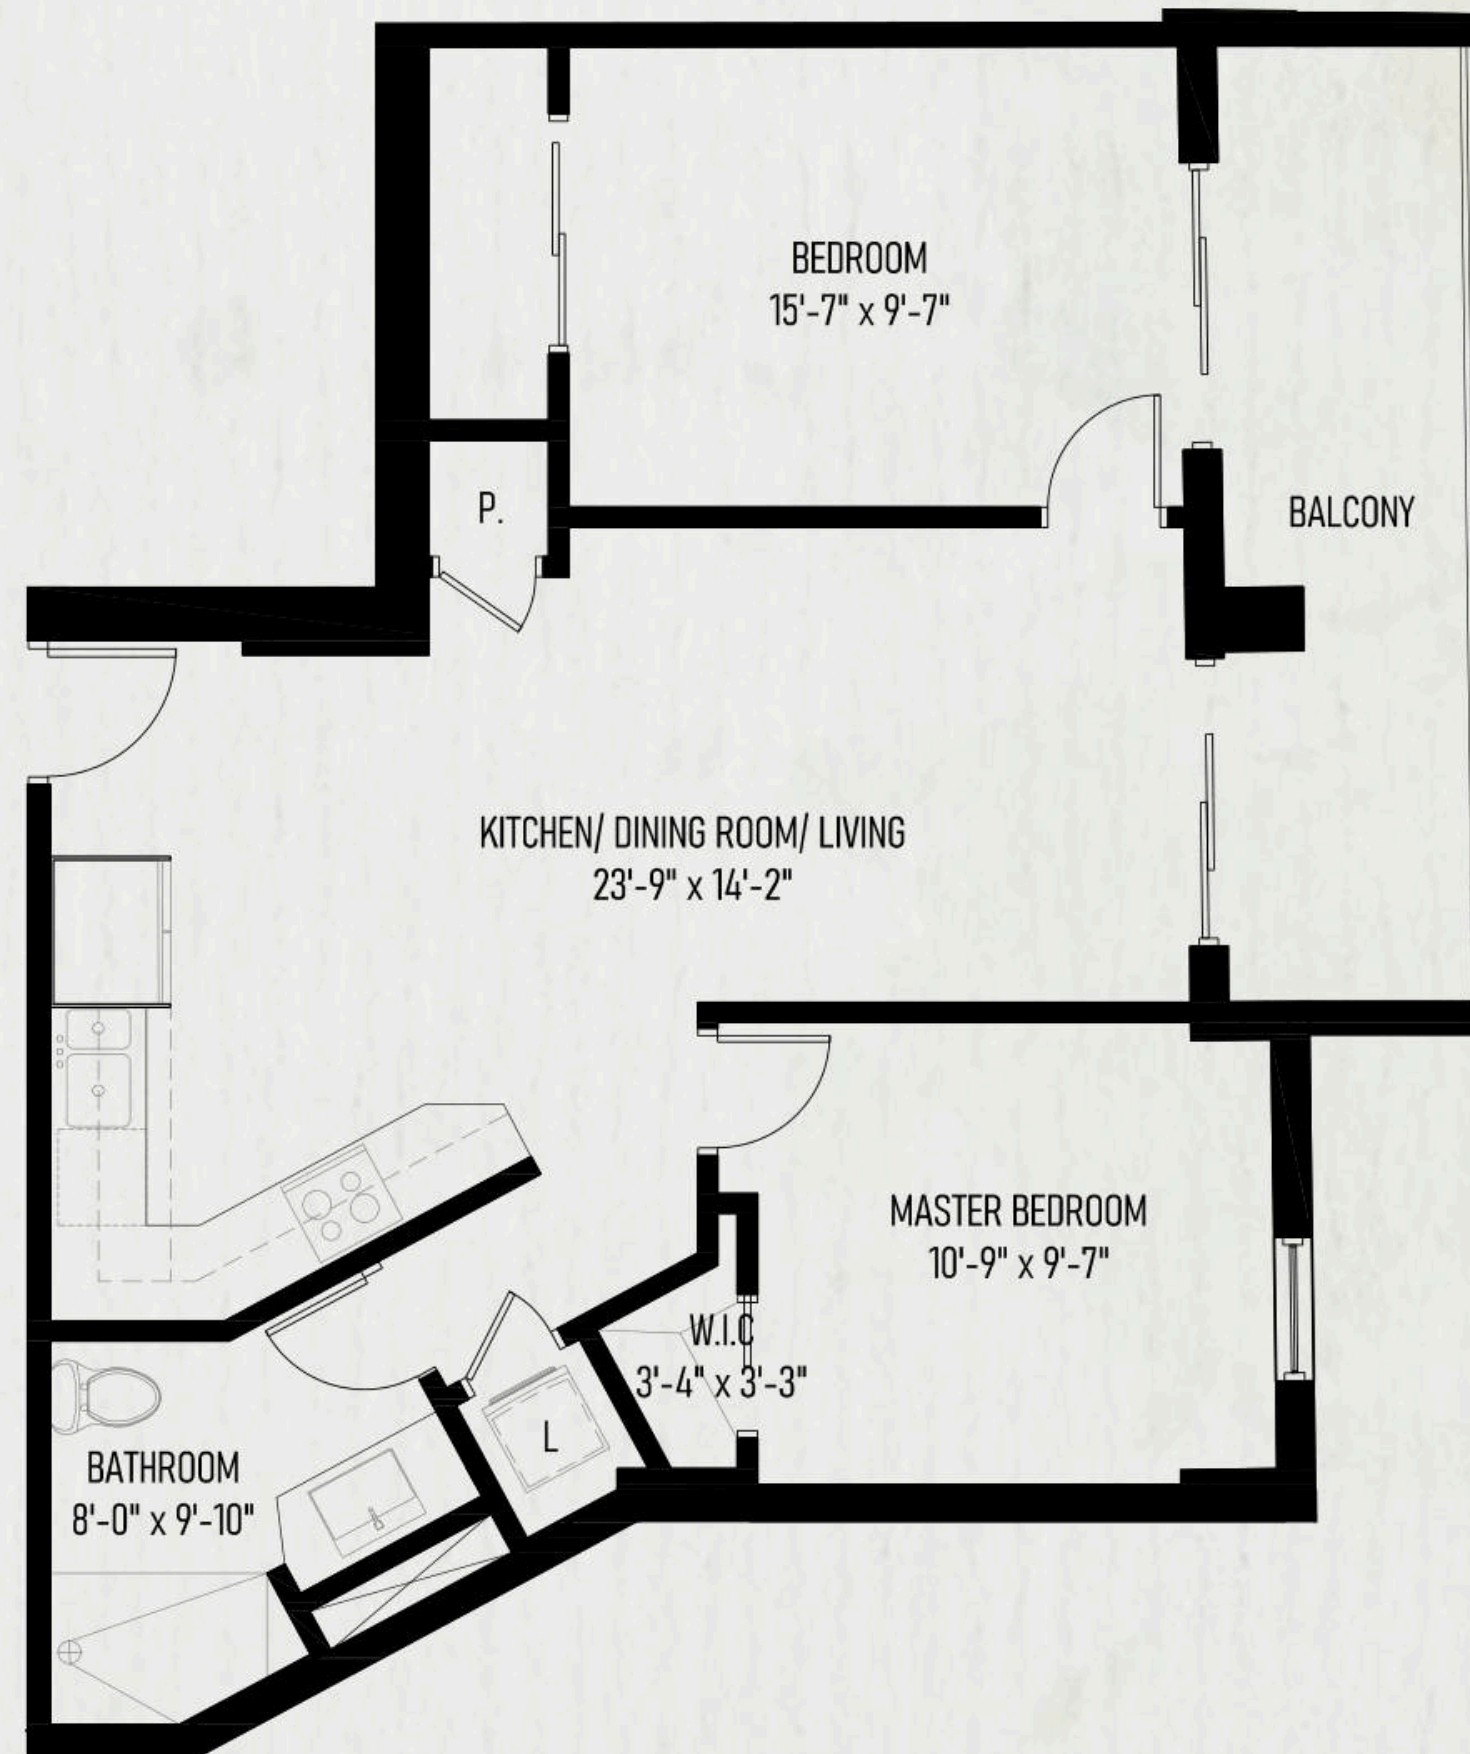 BEDROOM
15'-7" x 9'-7"
P.
BALCONY
KITCHEN/ DINING ROOM/ LIVING
23'-9" x 14'-2"
MASTER BEDROOM
10'-9" x 9'-7"
W.I.C
3'-4" x 3'-3"
L
BATHROOM
8'-0" x 9'-10"